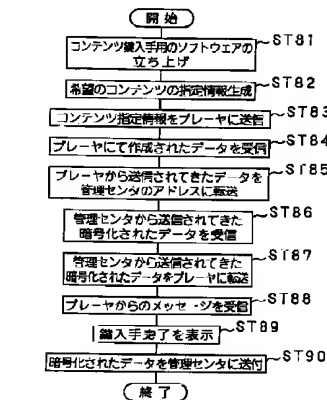 開始
コンテンツ鍵入手用のソフトウェアの
立ち上げ
ST81
希望のコンテンツの指定情報生成
ST82
コンテンツ指定情報をプレーヤに送信
ST83
プレーヤにて作成されたデータを受信
ST84
プレーヤから送信されてきたデータを
管理センタのアドレスに転送
ST85
管理センタから送信されてきた
暗号化されたデータを受信
ST86
管理センタから送信されてきた
暗号化されたデータをプレーヤに転送
ST87
プレーヤからのメッセージを受信
ST88
鍵入手完了を表示
ST89
暗号化されたデータを管理センタに送付
ST90
終了